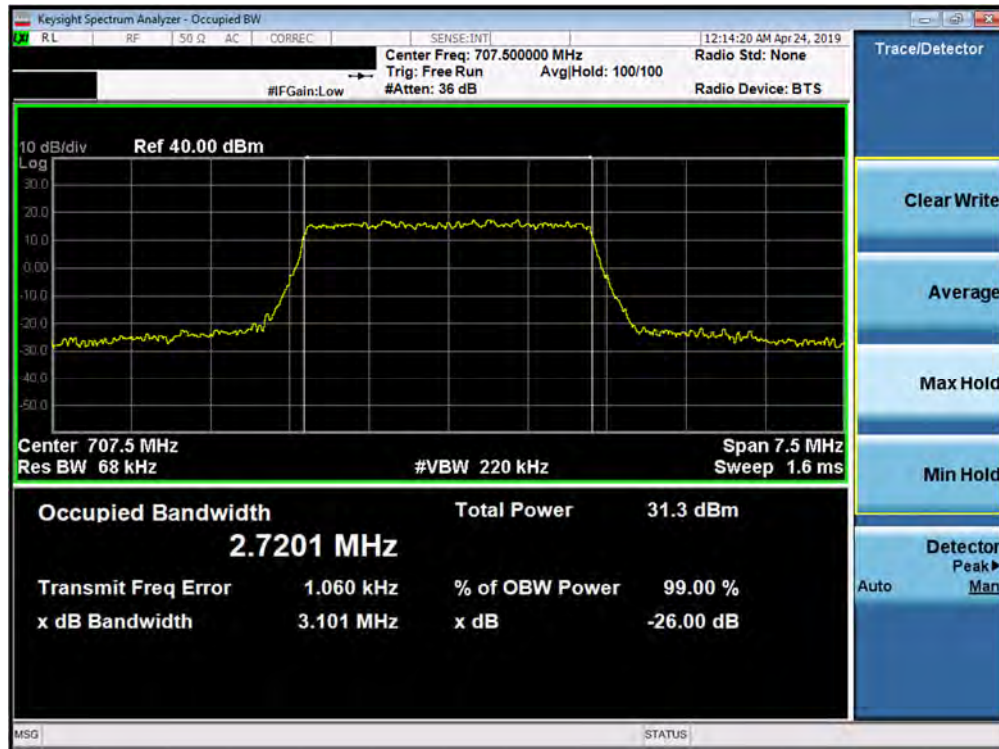 Keysight Spectrum Analyzer - Occupied BW
LXI RL RF 50 Ω AC CORREC SENSE:INT 12:14:20 AM Apr 24, 2019
Center Freq: 707.500000 MHz Radio Std: None
Trig: Free Run Avg|Hold: 100/100
#IFGain:Low #Atten: 36 dB Radio Device: BTS
Trace/Detector
10 dB/div Ref 40.00 dBm
Log
30.0
20.0
10.0
0.00
-10.0
-20.0
-30.0
-40.0
-50.0
Center 707.5 MHz Span 7.5 MHz
Res BW 68 kHz #VBW 220 kHz Sweep 1.6 ms
Occupied Bandwidth Total Power 31.3 dBm
2.7201 MHz
Transmit Freq Error 1.060 kHz % of OBW Power 99.00 %
x dB Bandwidth 3.101 MHz x dB -26.00 dB
Clear Write
Average
Max Hold
Min Hold
Detector
Peak▶
Auto Man
MSG STATUS